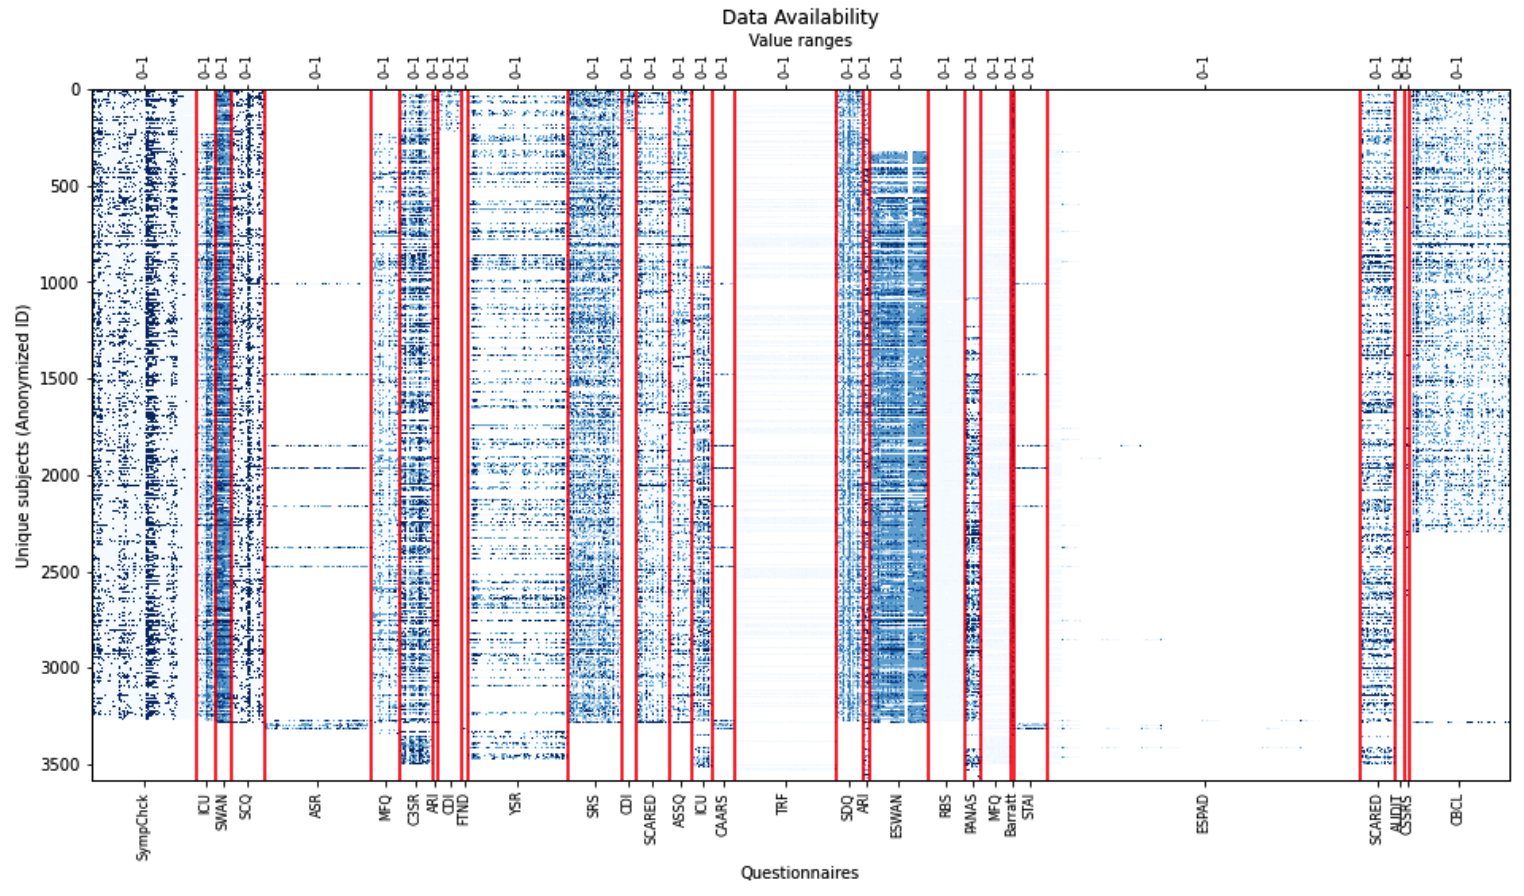 Data Availability
Value ranges
0–1 0–1 0–1 0–1 0–1 0–1 0–1 0–1 0–1 0–1 0–1 0–1 0–1 0–1 0–1 0–1 0–1 0–1 0–1 0–1 0–1 0–1 0–1 0–1 0–1 0–1 0–1 0–1 0–1 0–1 0–1
0
500
1000
1500
2000
2500
3000
3500
Unique subjects (Anonymized ID)
SympChck ICU SWAN SCQ ASR MFQ C3SR ARI CDI FTND YSR SRS CDI SCARED ASSQ ICU CAARS TRF SDQ ARI ESWAN RBS PANAS MFQ Barratt STAI ESPAD SCARED AUDIT CSSRS CBCL
Questionnaires